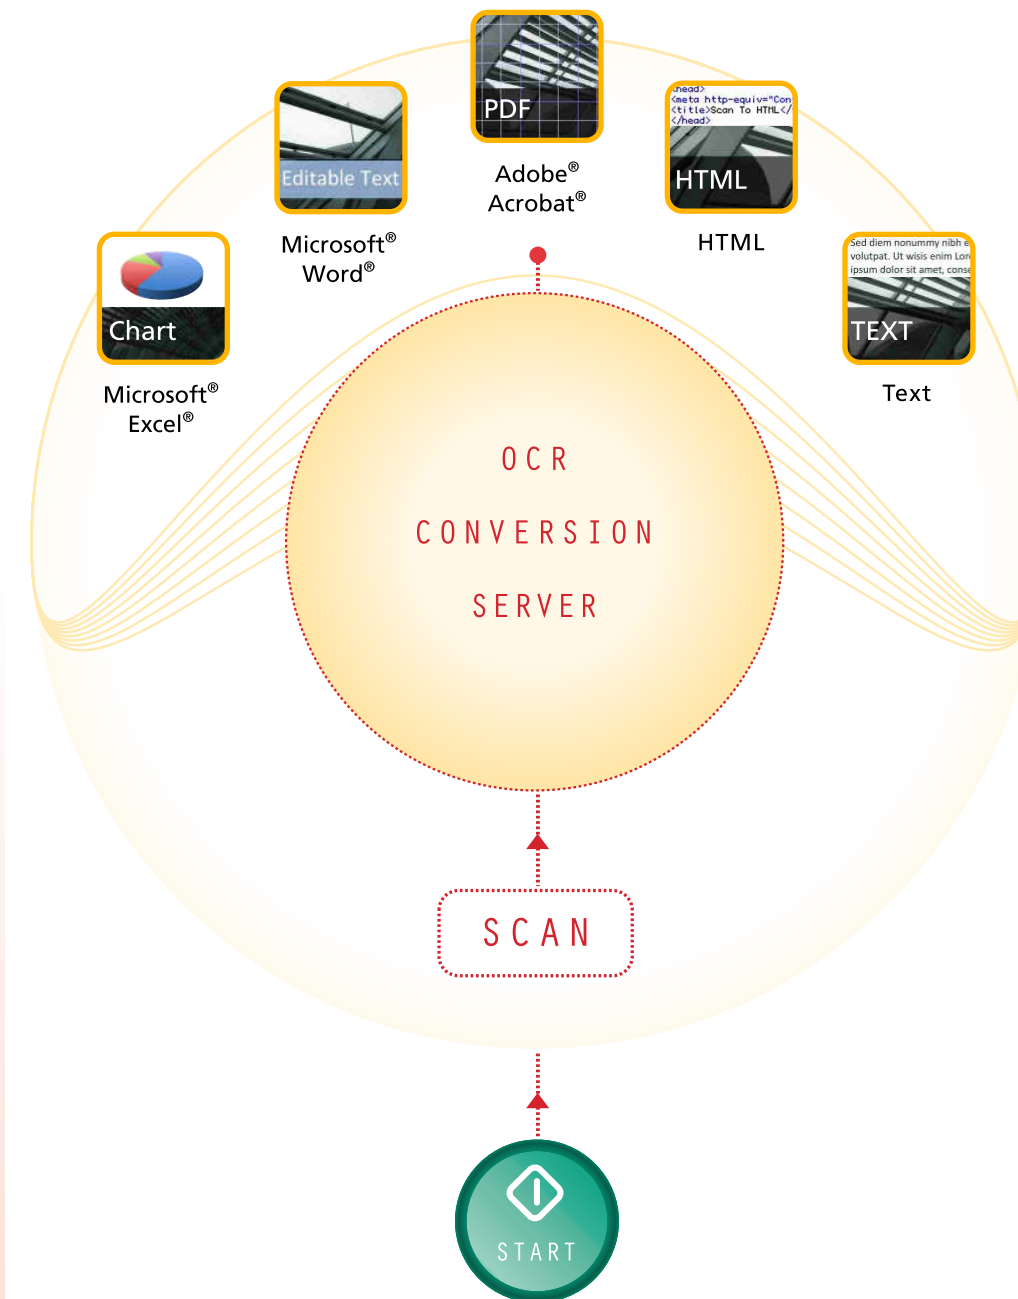 PDF
Adobe®
Acrobat®
Editable Text
Microsoft®
Word®
<head>
<meta http-equiv="Con
<title>Scan To HTML</
</head>
HTML
HTML
Chart
Microsoft®
Excel®
Sed diem nonummy nibh e
volutpat. Ut wisis enim Lor
ipsum dolor sit amet, conse
TEXT
Text
OCR
CONVERSION
SERVER
SCAN
START